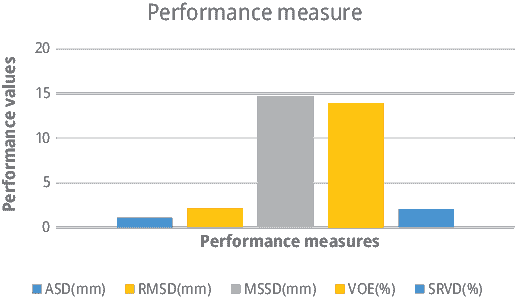 Performance measure
Performance values
20
15
10
5
0
Performance measures
ASD(mm) RMSD(mm) MSSD(mm) VOE(%) SRVD(%)